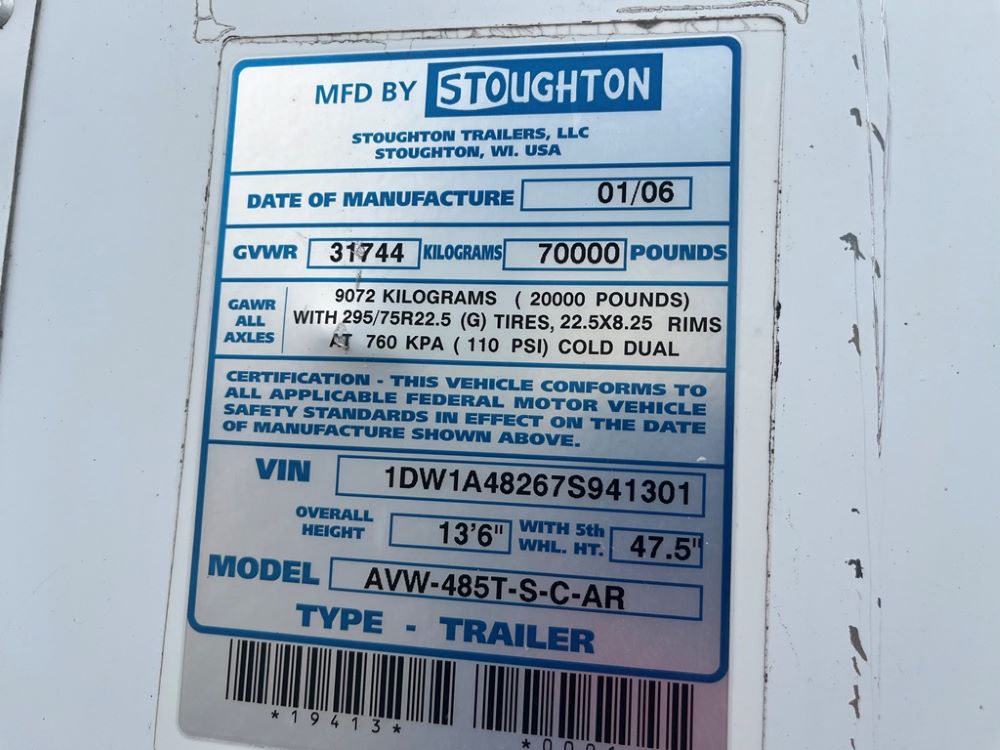 MFD BY STOUGHTON
STOUGHTON TRAILERS, LLC
STOUGHTON, WI. USA
DATE OF MANUFACTURE 01/06
GVWR 31744 KILOGRAMS 70000 POUNDS
GAWR ALL AXLES
9072 KILOGRAMS ( 20000 POUNDS)
WITH 295/75R22.5 (G) TIRES, 22.5X8.25 RIMS
AT 760 KPA ( 110 PSI) COLD DUAL
CERTIFICATION - THIS VEHICLE CONFORMS TO
ALL APPLICABLE FEDERAL MOTOR VEHICLE
SAFETY STANDARDS IN EFFECT ON THE DATE
OF MANUFACTURE SHOWN ABOVE.
VIN 1DW1A48267S941301
OVERALL HEIGHT 13'6" WITH 5th WHL. HT. 47.5"
MODEL AVW-485T-S-C-AR
TYPE - TRAILER
*19413*